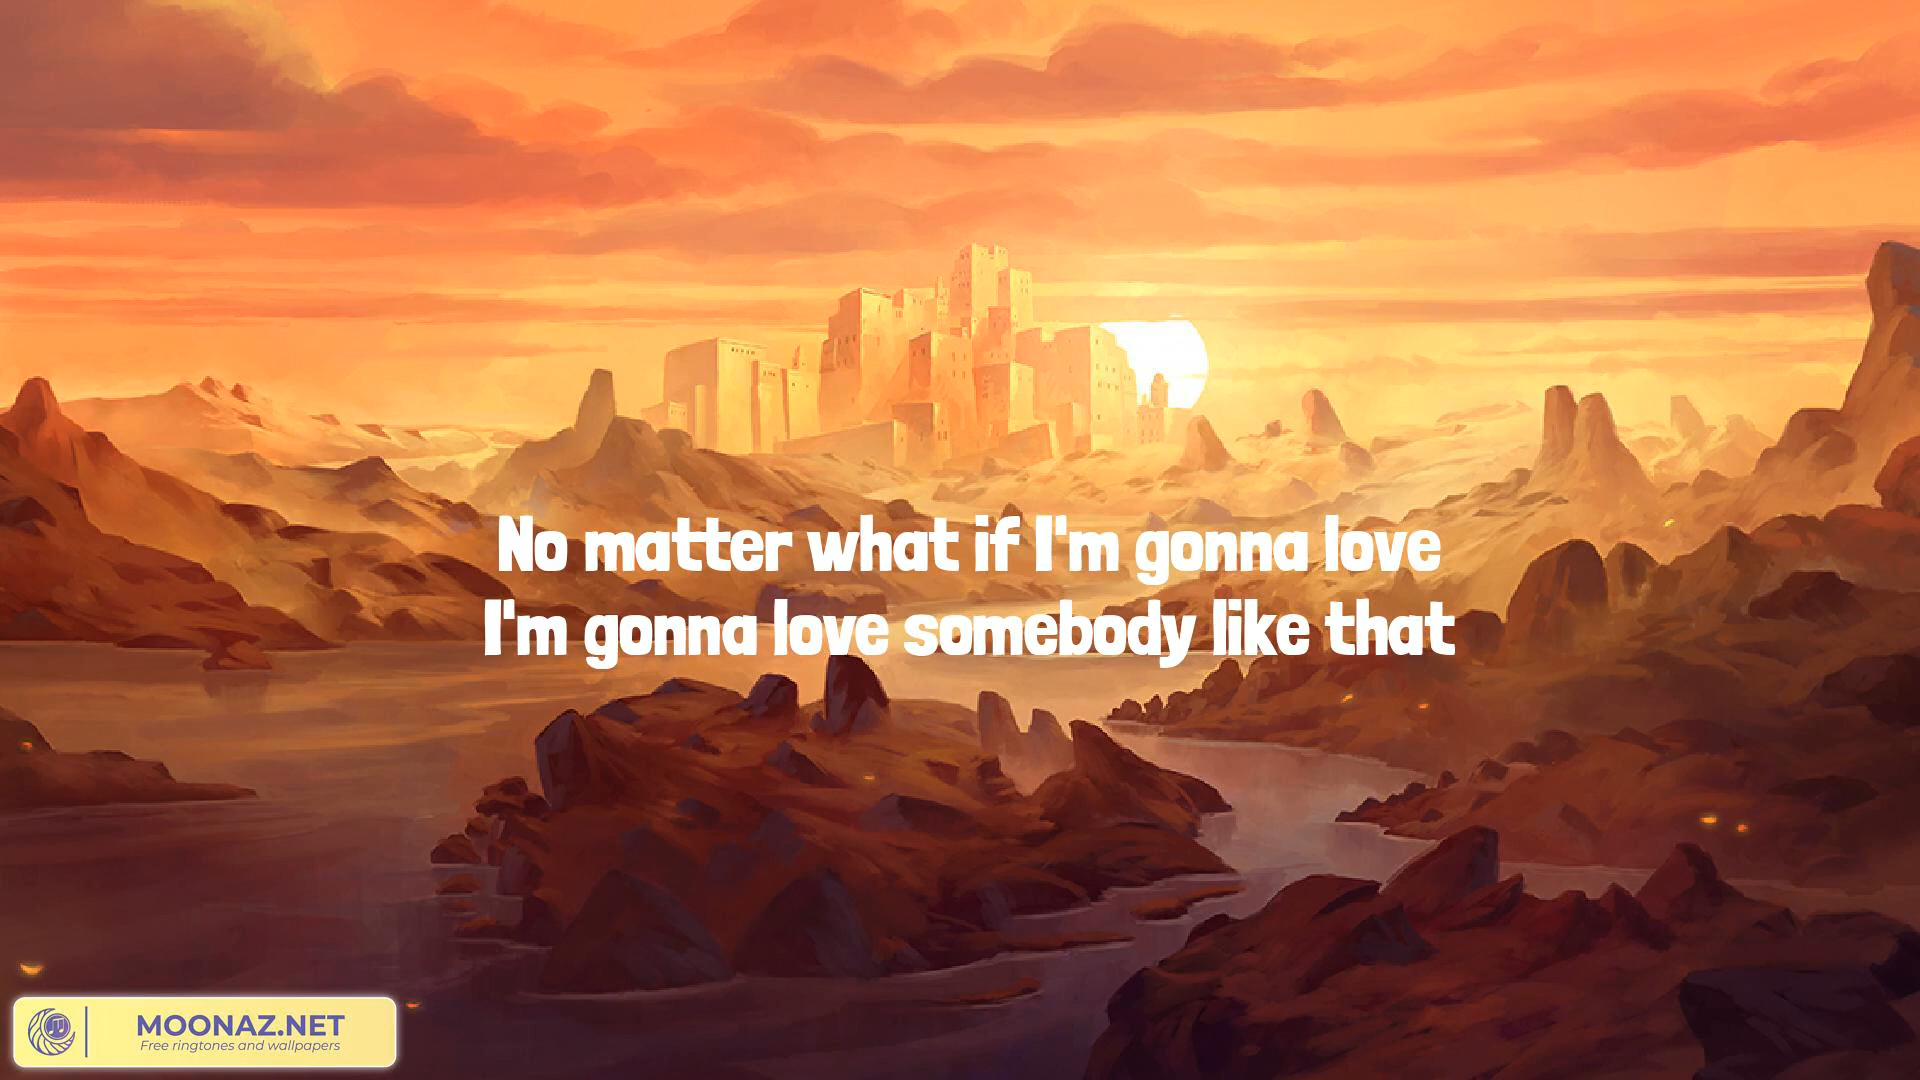 No matter what if I'm gonna love
I'm gonna love somebody like that
MOONAZ.NET
Free ringtones and wallpapers